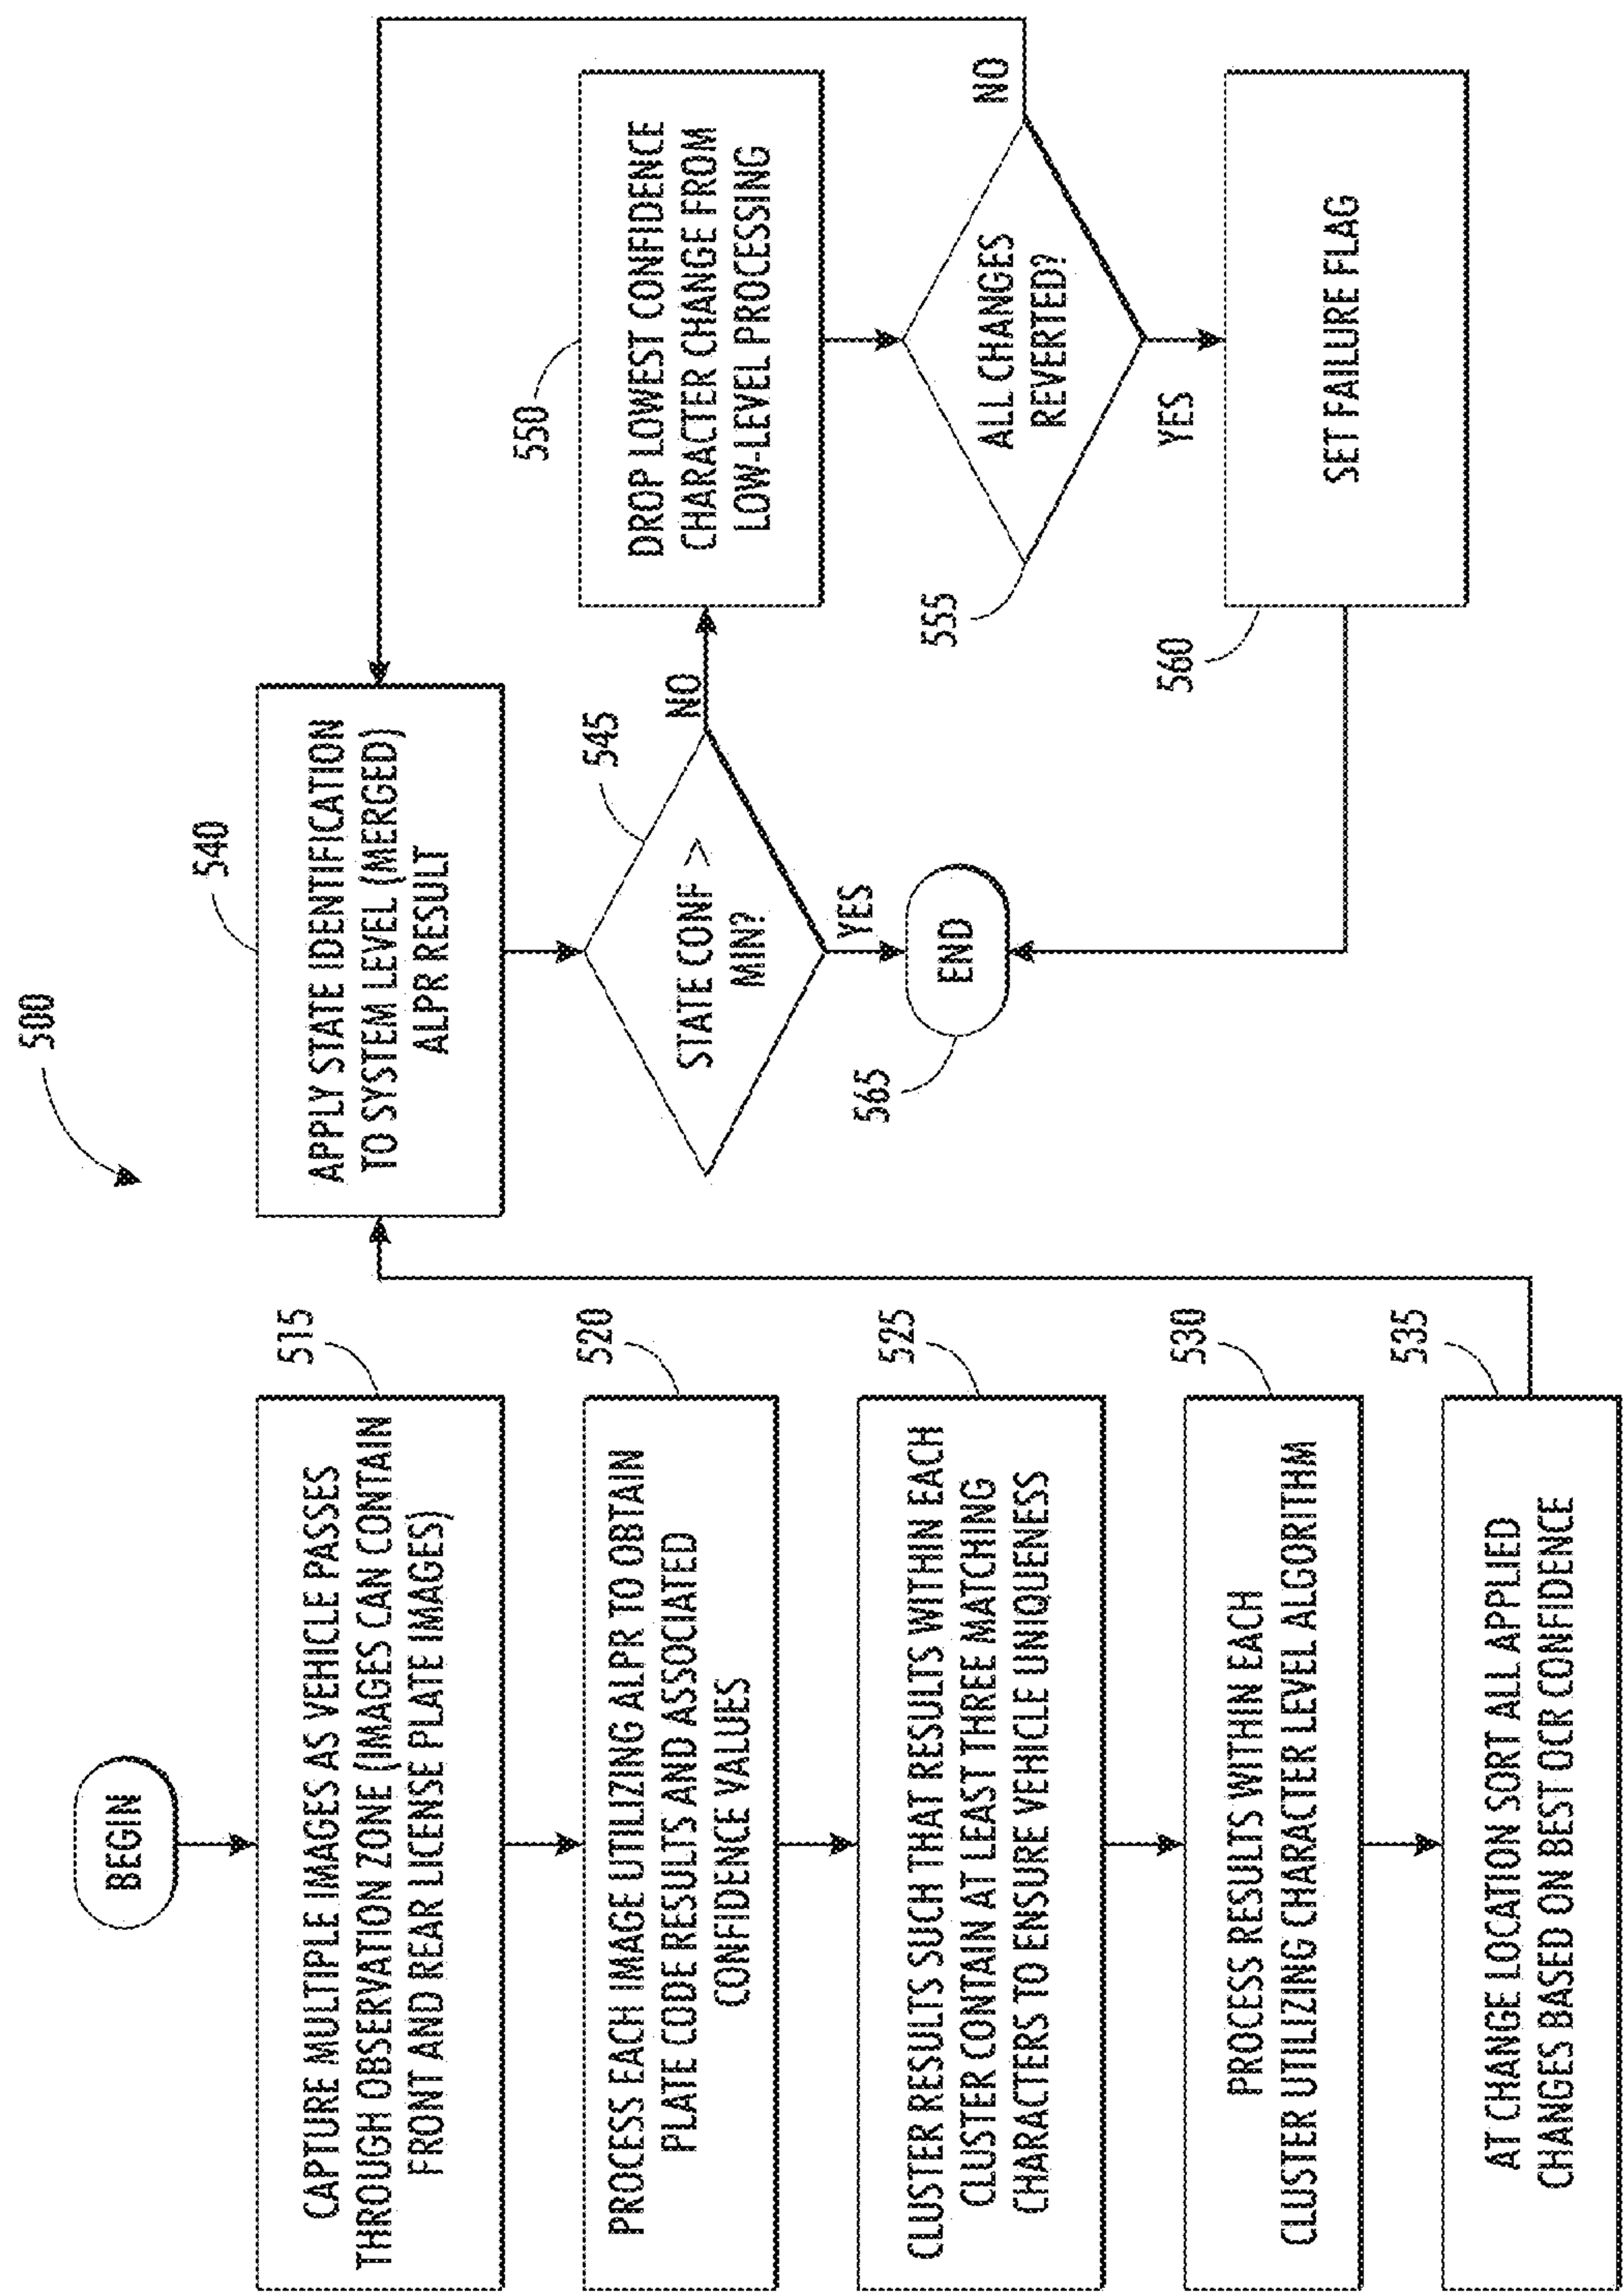 500
BEGIN
515
CAPTURE MULTIPLE IMAGES AS VEHICLE PASSES
THROUGH OBSERVATION ZONE (IMAGES CAN CONTAIN
FRONT AND REAR LICENSE PLATE IMAGES)
520
PROCESS EACH IMAGE UTILIZING ALPR TO OBTAIN
PLATE CODE RESULTS AND ASSOCIATED
CONFIDENCE VALUES
525
CLUSTER RESULTS SUCH THAT RESULTS WITHIN EACH
CLUSTER CONTAIN AT LEAST THREE MATCHING
CHARACTERS TO ENSURE VEHICLE UNIQUENESS
530
PROCESS RESULTS WITHIN EACH
CLUSTER UTILIZING CHARACTER LEVEL ALGORITHM
535
AT CHANGE LOCATION SORT ALL APPLIED
CHANGES BASED ON BEST OCR CONFIDENCE
540
APPLY STATE IDENTIFICATION
TO SYSTEM LEVEL (MERGED)
ALPR RESULT
545
STATE CONF >
MIN?
NO
YES
END
565
550
DROP LOWEST CONFIDENCE
CHARACTER CHANGE FROM
LOW-LEVEL PROCESSING
555
ALL CHANGES
REVERTED?
NO
YES
560
SET FAILURE FLAG